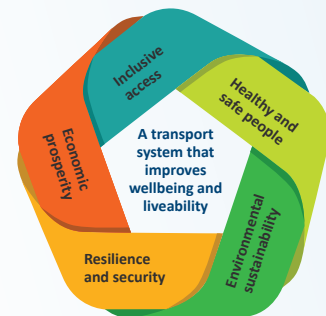 Inclusive
access
Healthy and
safe people
Economic
prosperity
A transport
system that
improves
wellbeing and
liveability
Environmental
sustainability
Resilience
and security